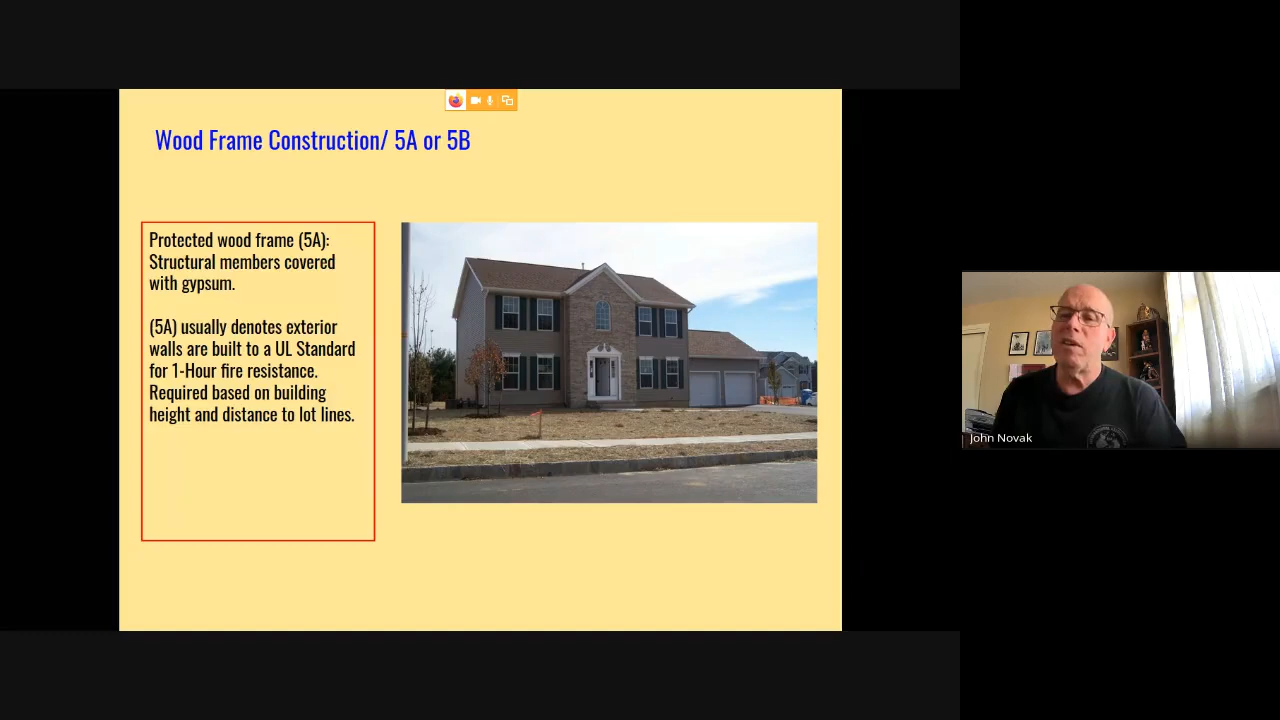 Wood Frame Construction/ 5A or 5B
Protected wood frame (5A):
Structural members covered
with gypsum.
(5A) usually denotes exterior
walls are built to a UL Standard
for 1-Hour fire resistance.
Required based on building
height and distance to lot lines.
John Novak